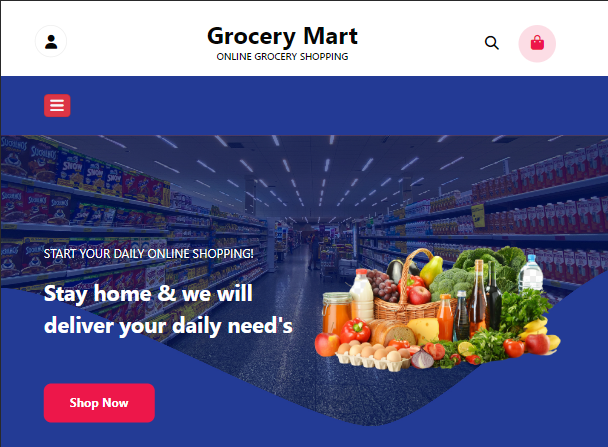 Grocery Mart
ONLINE GROCERY SHOPPING
START YOUR DAILY ONLINE SHOPPING!
Stay home & we will
deliver your daily need's
Shop Now